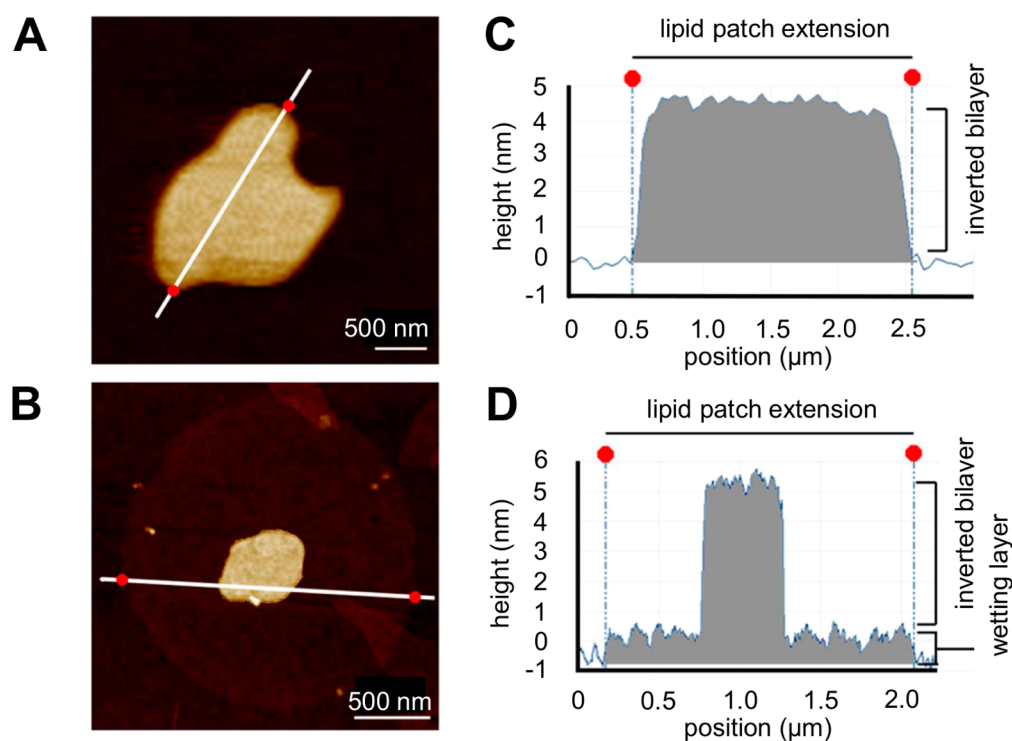 A
500 nm
C
lipid patch extension
5
4
3
2
1
0
-1
height (nm)
0
0.5
1.0
1.5
2.0
2.5
position (µm)
inverted bilayer
B
500 nm
D
lipid patch extension
6
5
4
3
2
1
0
-1
height (nm)
0
0.5
1.0
1.5
2.0
position (µm)
inverted bilaver
wetting layer